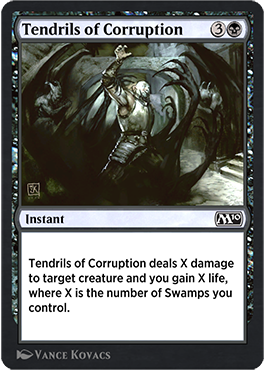 Tendrils of Corruption 3
Instant M10
Tendrils of Corruption deals X damage
to target creature and you gain X life,
where X is the number of Swamps you
control.
VANCE KOVACS